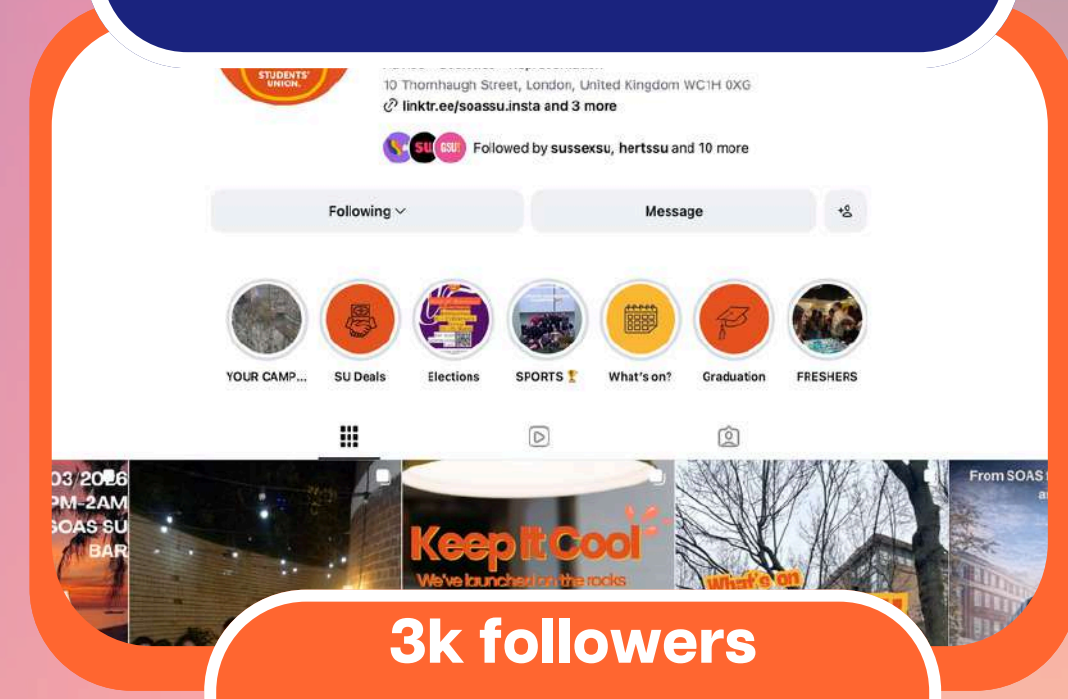 STUDENTS'
UNION.
10 Thornhaugh Street, London, United Kingdom WC1H 0XG
linktr.ee/soassu.insta and 3 more
SU GSU! Followed by sussexsu, hertssu and 10 more
Following Message
YOUR CAMP... SU Deals Elections SPORTS 🏆 What's on? Graduation FRESHERS
03/2026
PM-2AM
SOAS SU
BAR
Keep It Cool
We've launched on the rocks
What's on
From SOAS
3k followers